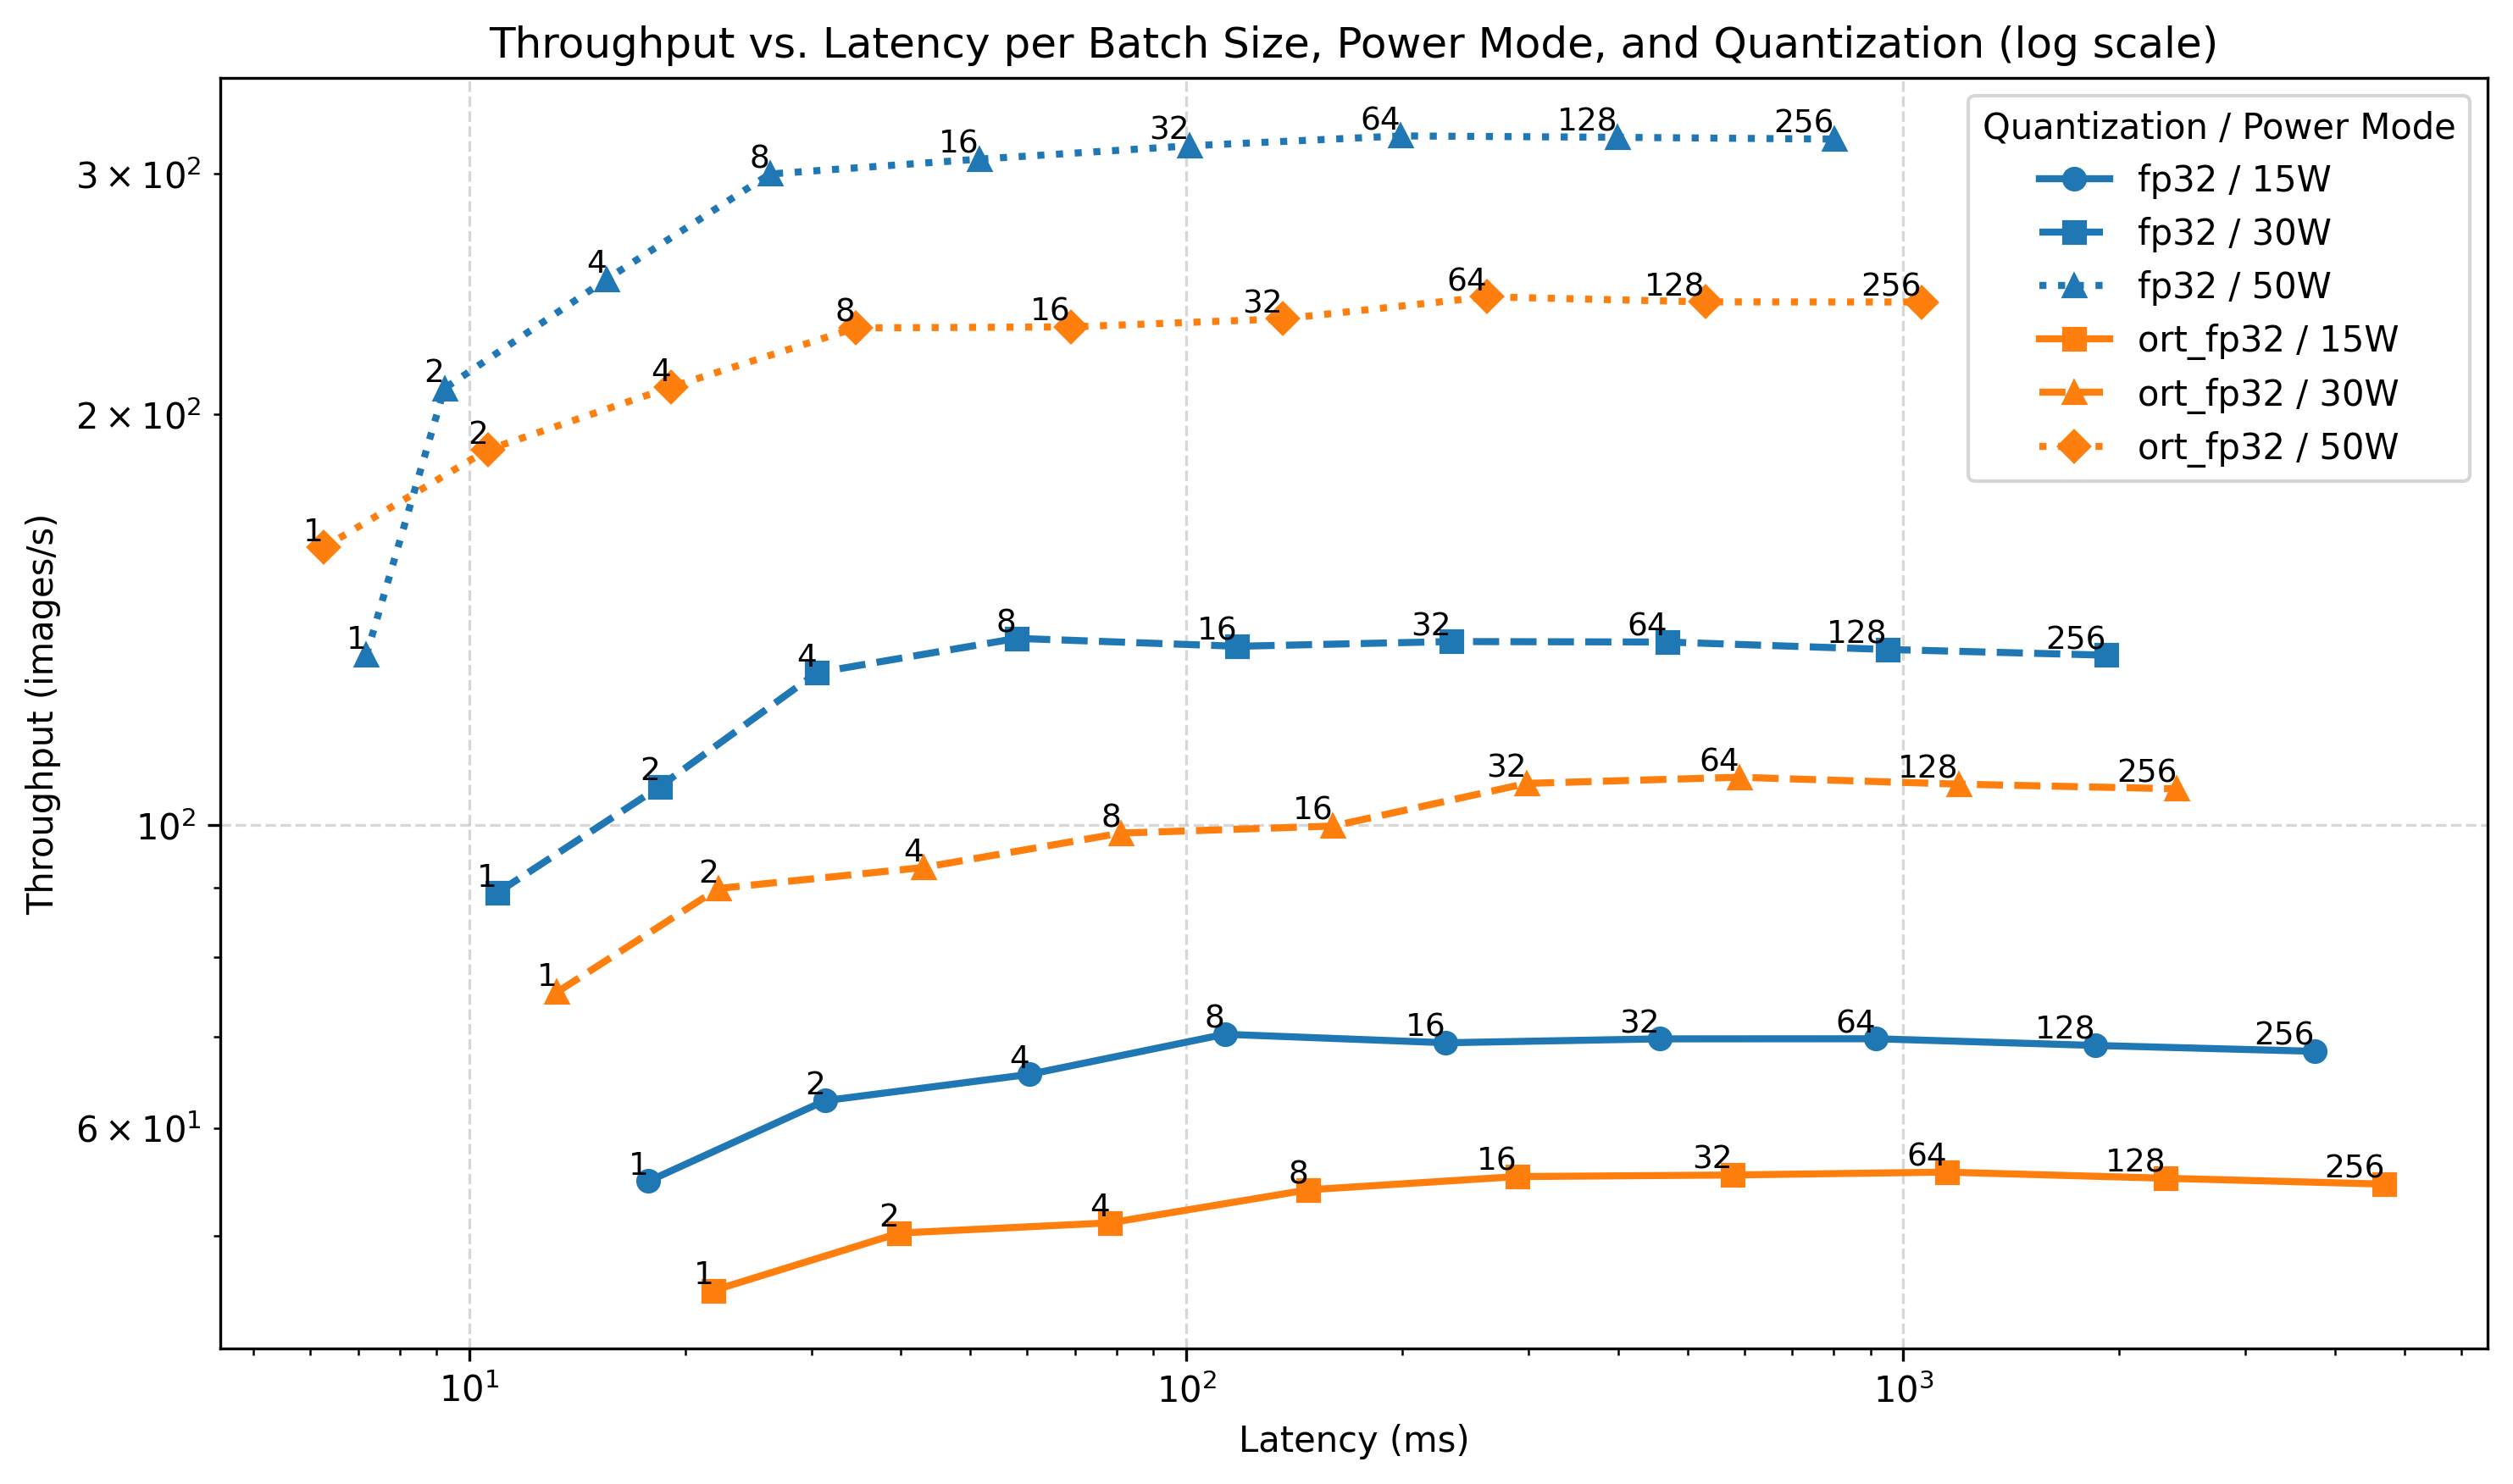 Throughput vs. Latency per Batch Size, Power Mode, and Quantization (log scale)
Quantization / Power Mode
fp32 / 15W
fp32 / 30W
fp32 / 50W
ort_fp32 / 15W
ort_fp32 / 30W
ort_fp32 / 50W
Throughput (images/s)
3 × 10²
2 × 10²
10²
6 × 10¹
1 2 4 8 16 32 64 128 256
1 2 4 8 16 32 64 128 256
1 2 4 8 16 32 64 128 256
1 2 4 8 16 32 64 128 256
1 2 4 8 16 32 64 128 256
1 2 4 8 16 32 64 128 256
10¹ 10² 10³
Latency (ms)